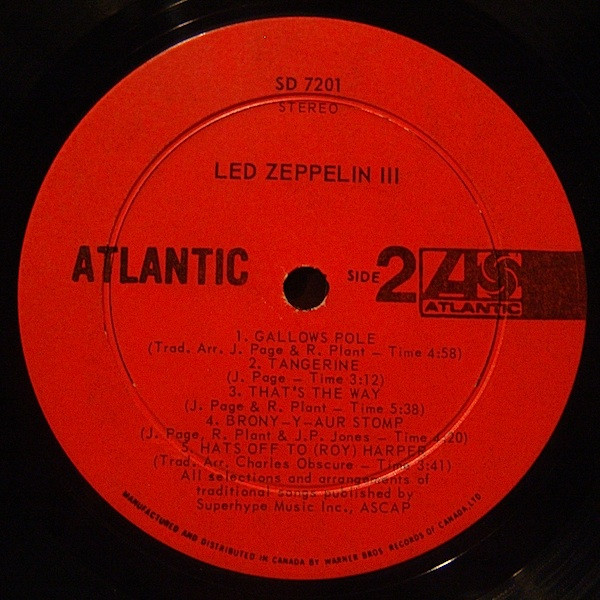 SD 7201
STEREO
LED ZEPPELIN III
ATLANTIC
SIDE 2
ATLANTIC
1. GALLOWS POLE
(Trad. Arr. J. Page & R. Plant – Time 4:58)
2. TANGERINE
(J. Page – Time 3:12)
3. THAT'S THE WAY
(J. Page & R. Plant – Time 5:38)
4. BRONY-Y-AUR STOMP
(J. Page, R. Plant & J.P. Jones – Time 4:20)
5. HATS OFF TO (ROY) HARPER
(Trad. Arr. Charles Obscure – Time 3:41)
All selections and arrangements of
traditional songs published by
Superhype Music Inc., ASCAP
MANUFACTURED AND DISTRIBUTED IN CANADA BY WARNER BROS. RECORDS OF CANADA, LTD